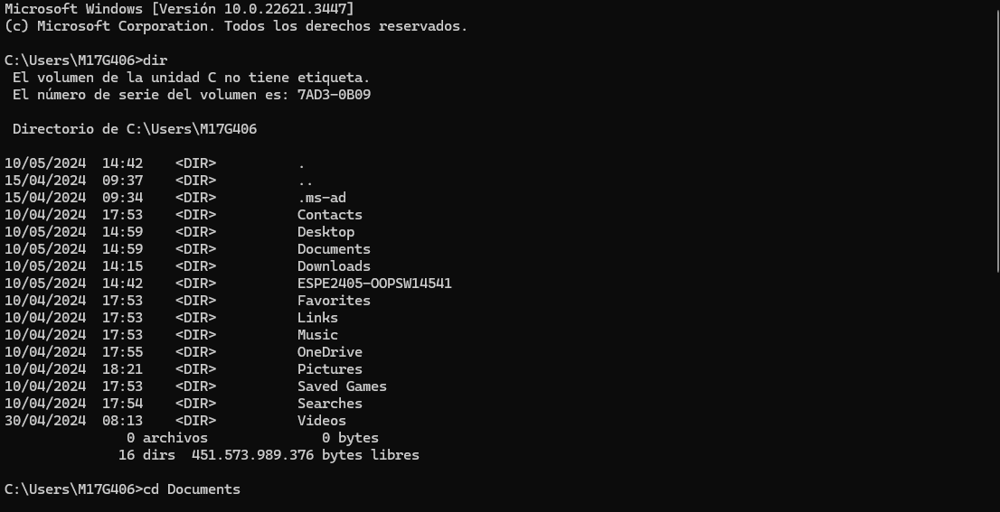 Microsoft Windows [Versión 10.0.22621.3447]
(c) Microsoft Corporation. Todos los derechos reservados.
C:\Users\M17G406>dir
 El volumen de la unidad C no tiene etiqueta.
 El número de serie del volumen es: 7AD3-0B09
 Directorio de C:\Users\M17G406
10/05/2024  14:42    <DIR>          .
15/04/2024  09:37    <DIR>          ..
15/04/2024  09:34    <DIR>          .ms-ad
10/04/2024  17:53    <DIR>          Contacts
10/05/2024  14:59    <DIR>          Desktop
10/05/2024  14:59    <DIR>          Documents
10/05/2024  14:15    <DIR>          Downloads
10/05/2024  14:42    <DIR>          ESPE2405-OOPSW14541
10/04/2024  17:53    <DIR>          Favorites
10/04/2024  17:53    <DIR>          Links
10/04/2024  17:53    <DIR>          Music
10/04/2024  17:55    <DIR>          OneDrive
10/04/2024  18:21    <DIR>          Pictures
10/04/2024  17:53    <DIR>          Saved Games
10/04/2024  17:54    <DIR>          Searches
30/04/2024  08:13    <DIR>          Videos
               0 archivos              0 bytes
              16 dirs  451.573.989.376 bytes libres
C:\Users\M17G406>cd Documents